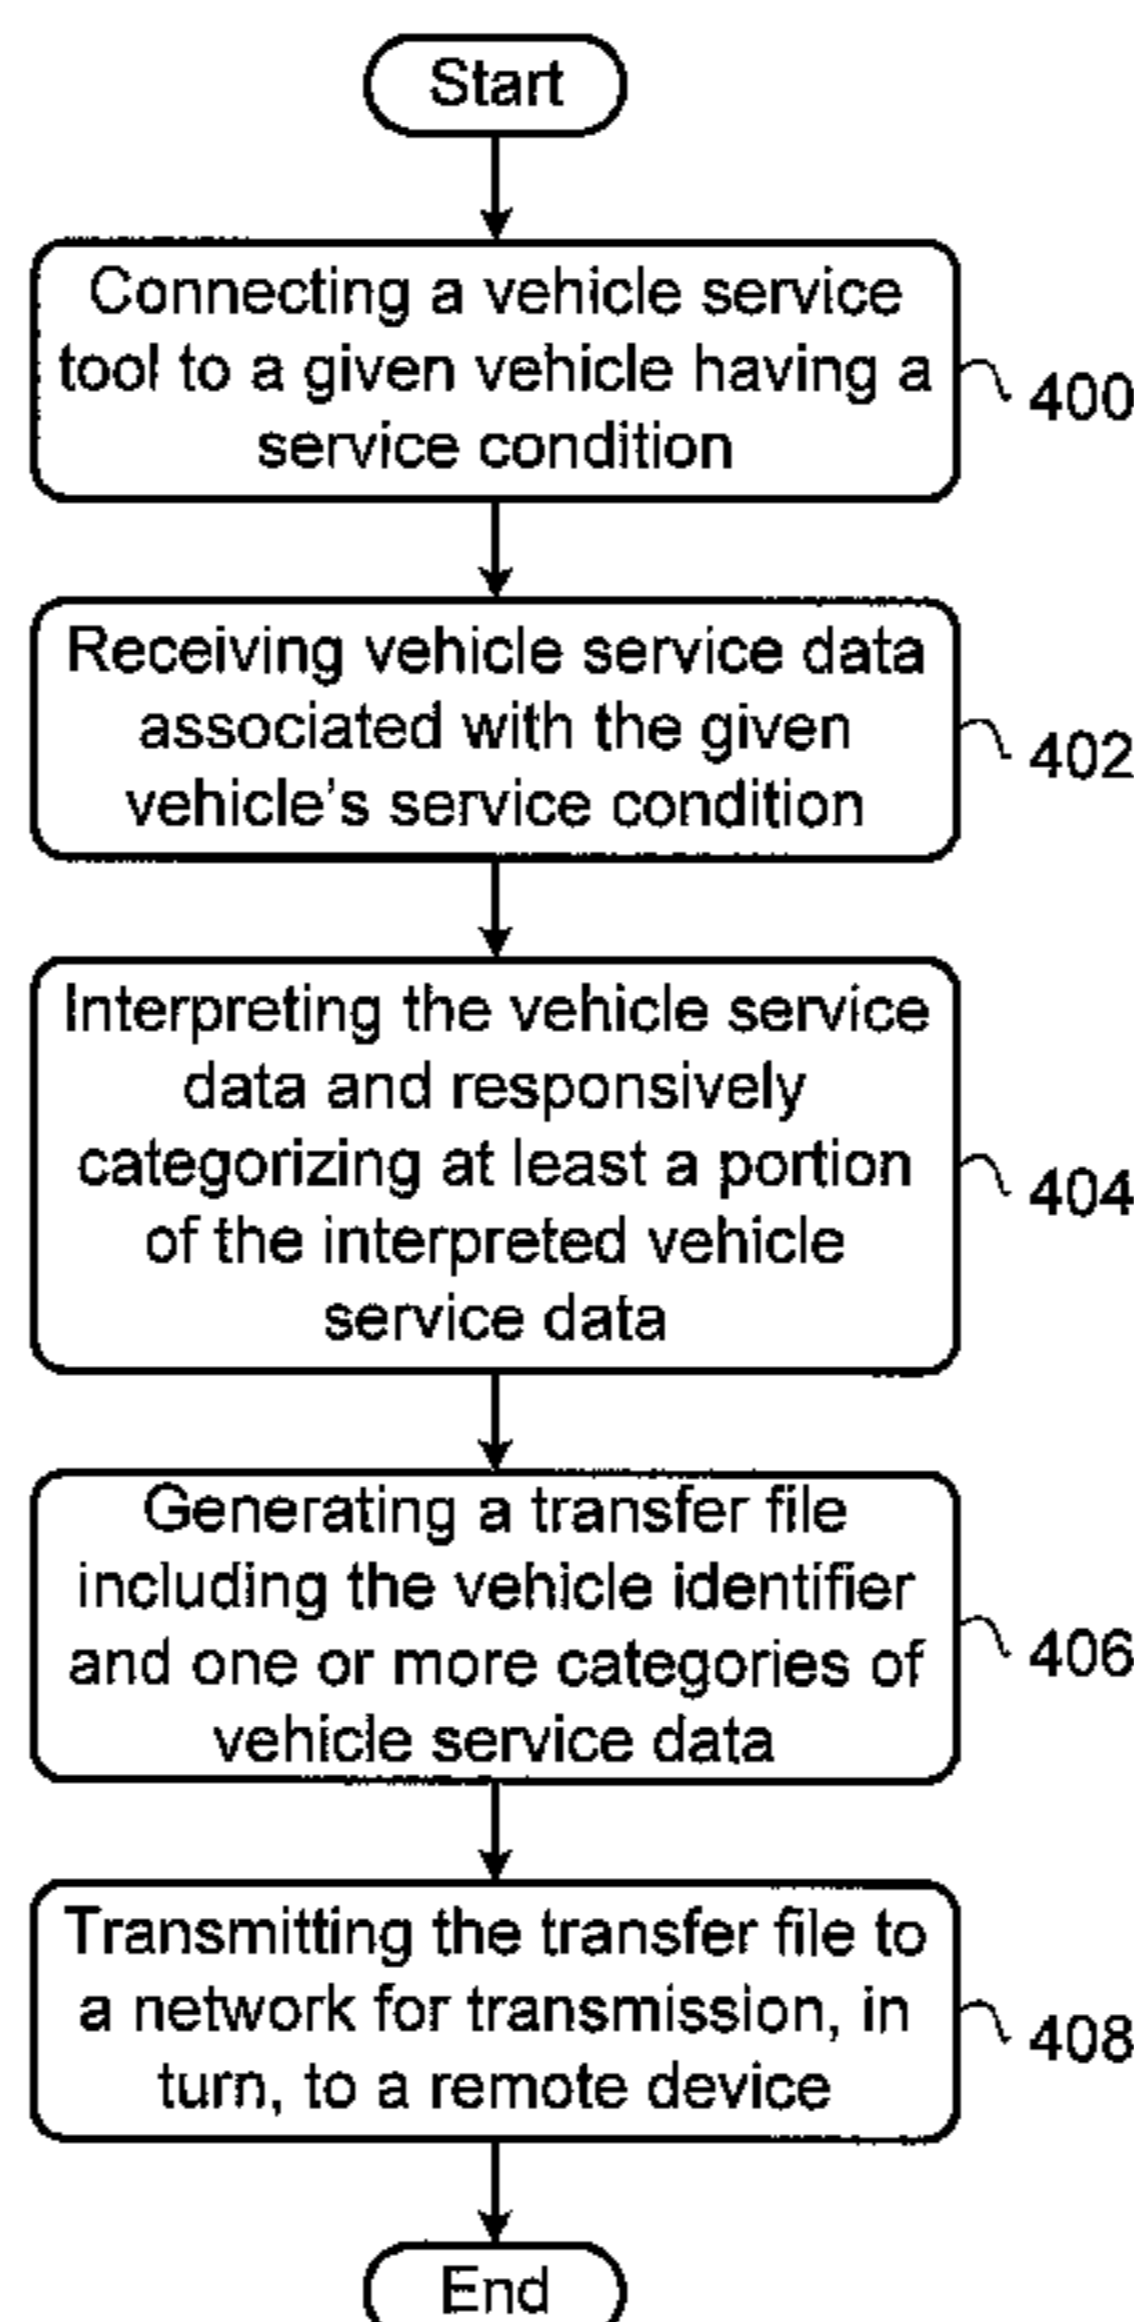 Start
Connecting a vehicle service
tool to a given vehicle having a
service condition
400
Receiving vehicle service data
associated with the given
vehicle's service condition
402
Interpreting the vehicle service
data and responsively
categorizing at least a portion
of the interpreted vehicle
service data
404
Generating a transfer file
including the vehicle identifier
and one or more categories of
vehicle service data
406
Transmitting the transfer file to
a network for transmission, in
turn, to a remote device
408
End